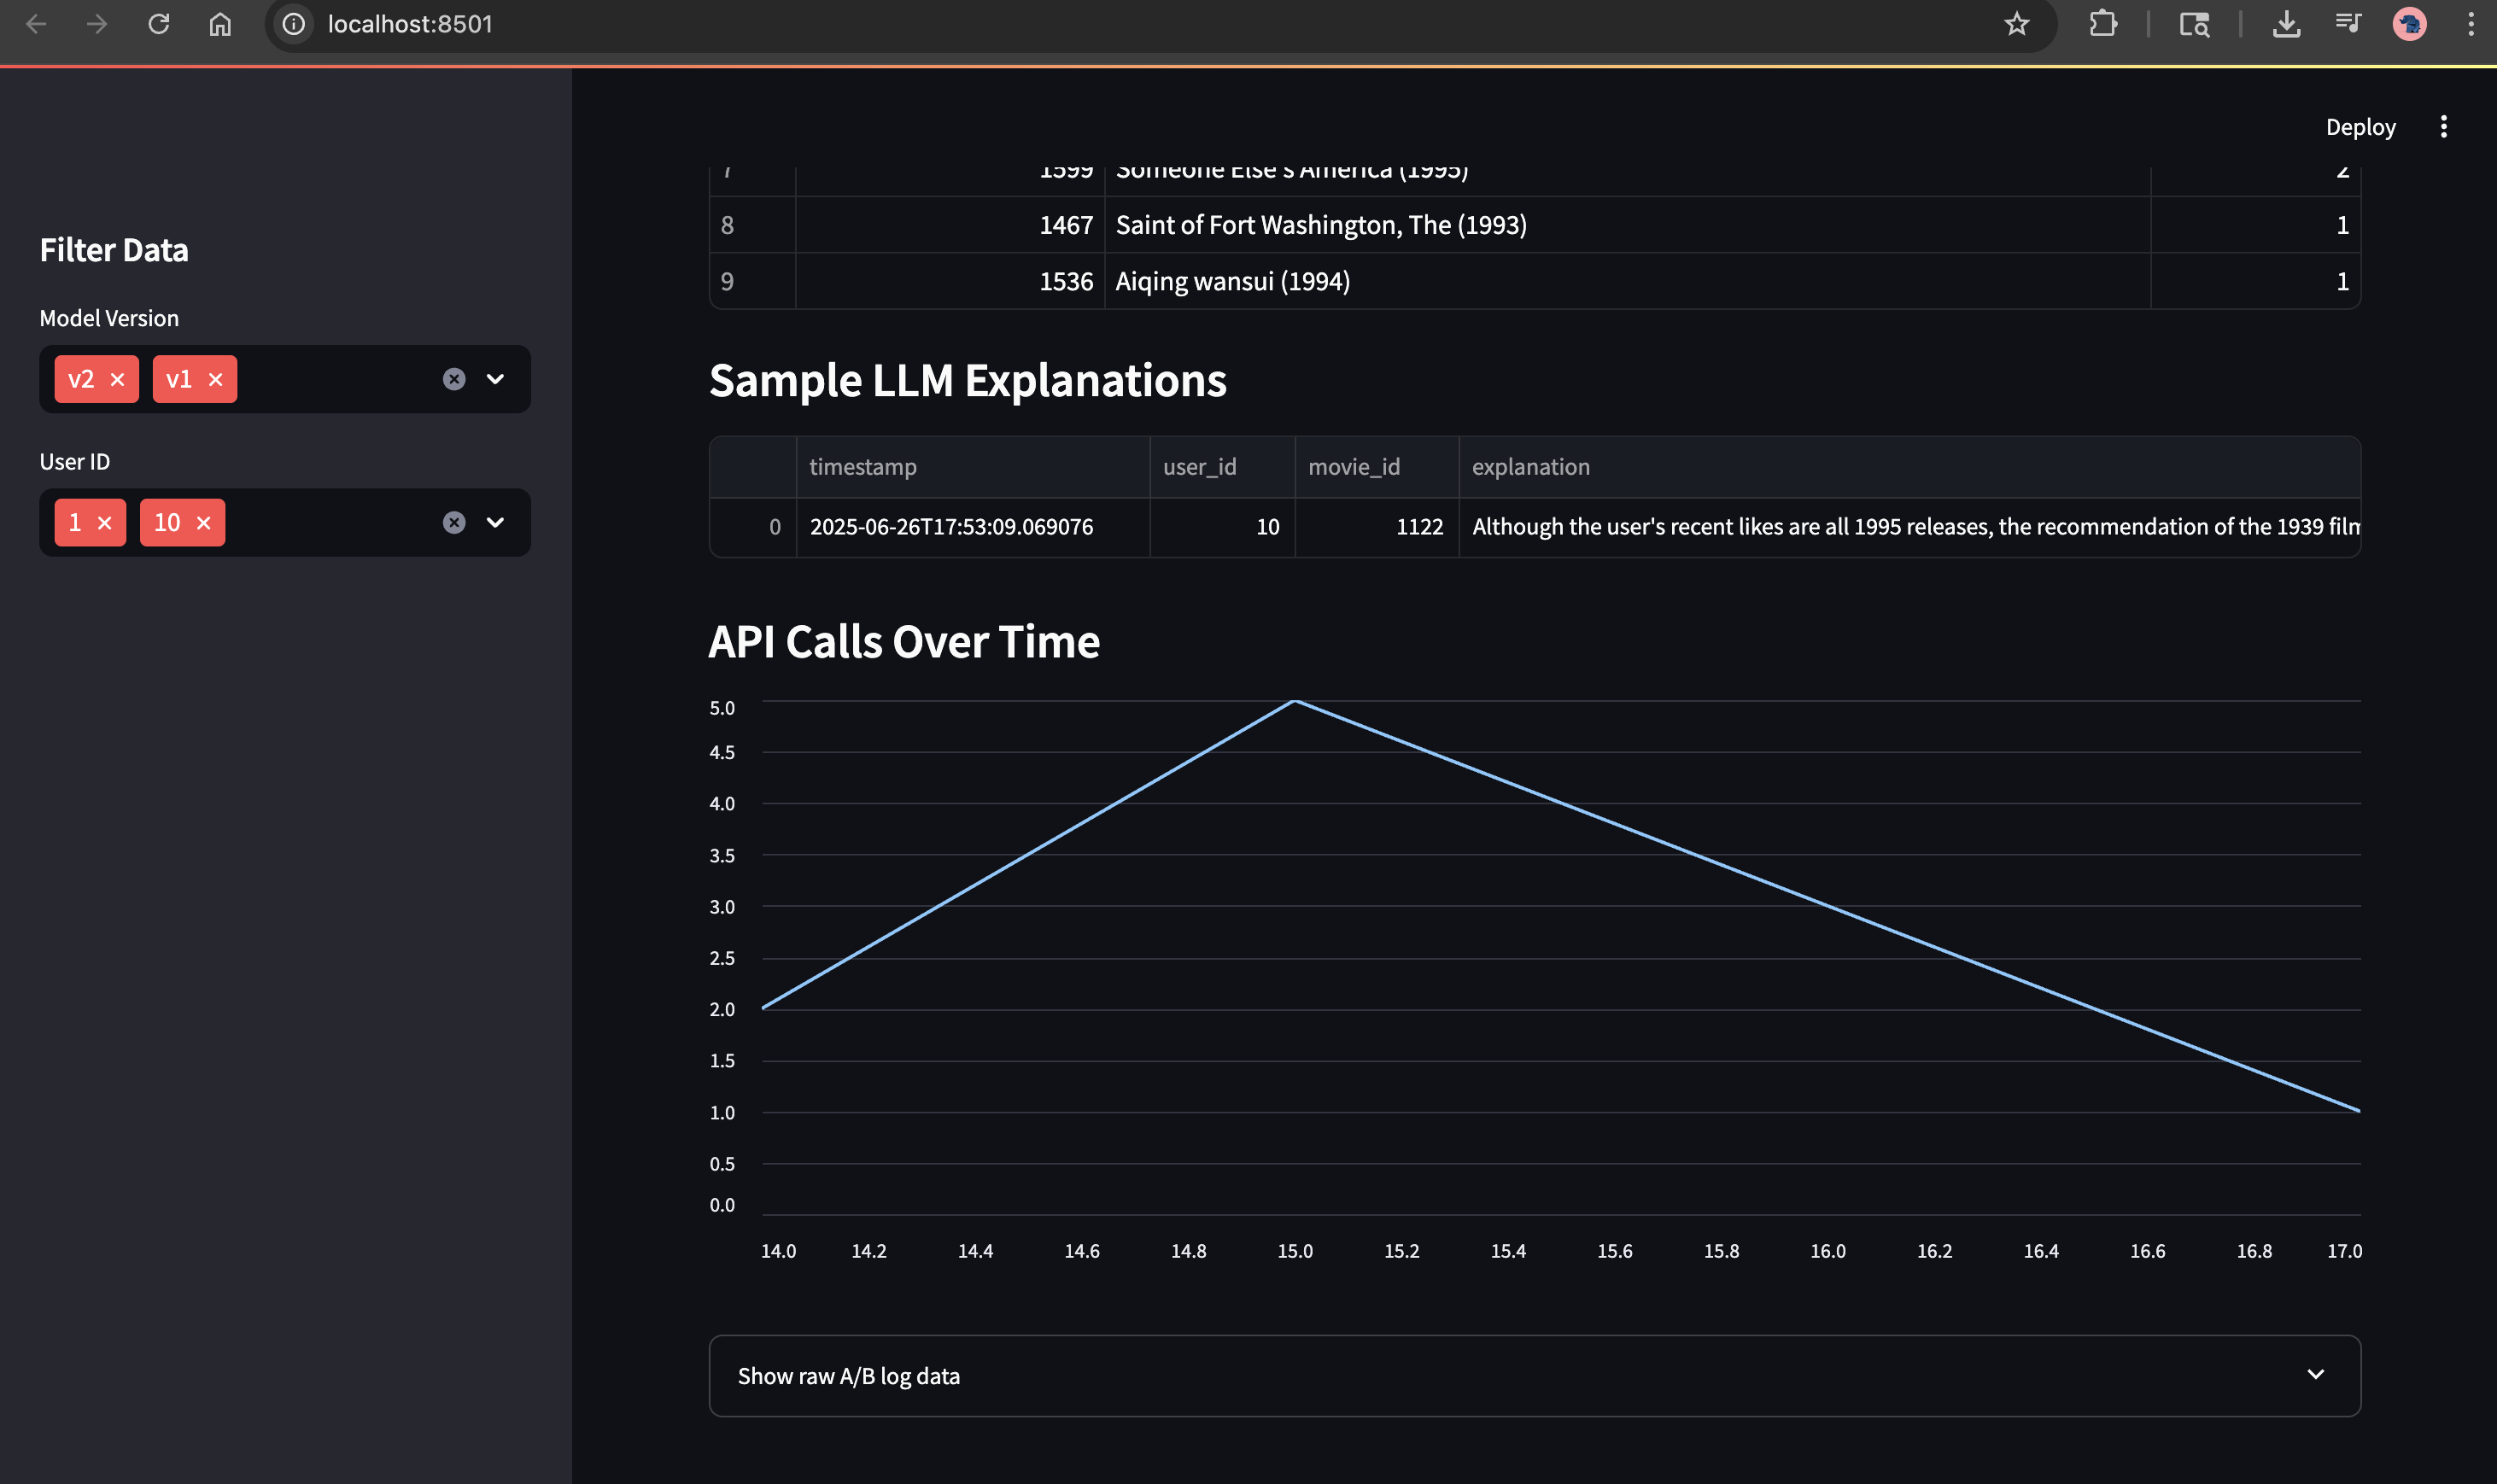 localhost:8501
Deploy
Filter Data
Model Version
v2 v1
User ID
1 10
7 1599 Someone Else's America (1995) 2
8 1467 Saint of Fort Washington, The (1993) 1
9 1536 Aiqing wansui (1994) 1
Sample LLM Explanations
timestamp user_id movie_id explanation
0 2025-06-26T17:53:09.069076 10 1122 Although the user's recent likes are all 1995 releases, the recommendation of the 1939 film
API Calls Over Time
5.0
4.5
4.0
3.5
3.0
2.5
2.0
1.5
1.0
0.5
0.0
14.0 14.2 14.4 14.6 14.8 15.0 15.2 15.4 15.6 15.8 16.0 16.2 16.4 16.6 16.8 17.0
Show raw A/B log data